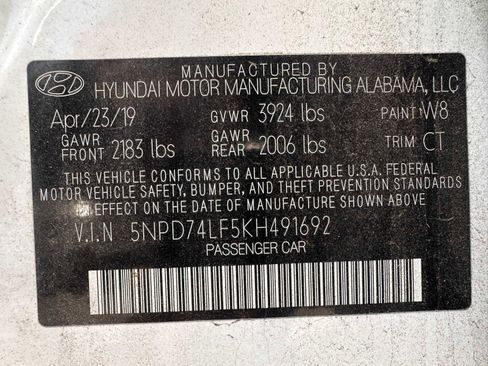 MANUFACTURED BY
HYUNDAI MOTOR MANUFACTURING ALABAMA, LLC
Apr/23/19 GVWR 3924 lbs PAINT: W8
GAWR FRONT 2183 lbs GAWR REAR 2006 lbs TRIM: CT
THIS VEHICLE CONFORMS TO ALL APPLICABLE U.S.A. FEDERAL
MOTOR VEHICLE SAFETY, BUMPER, AND THEFT PREVENTION STANDARDS
IN EFFECT ON THE DATE OF MANUFACTURE SHOWN ABOVE
V.I.N 5NPD74LF5KH491692
PASSENGER CAR